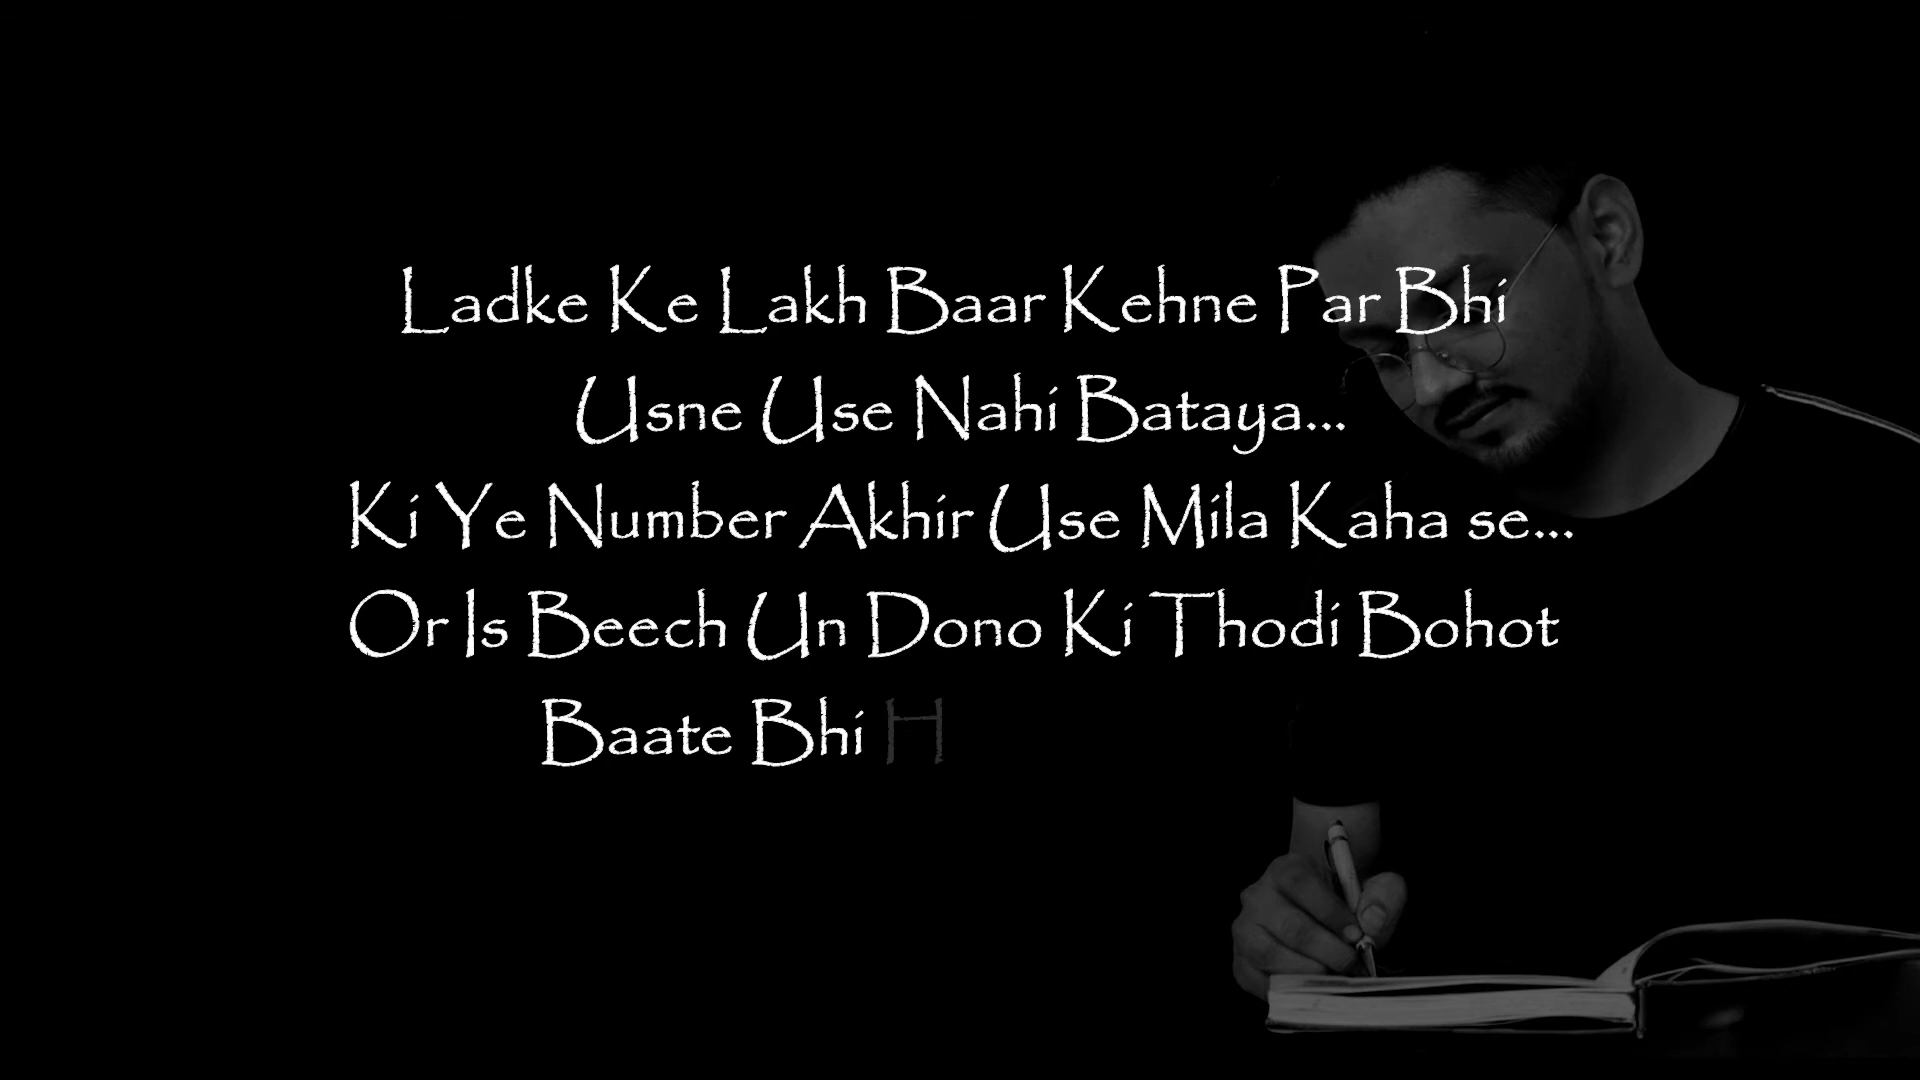 Ladke Ke Lakh Baar Kehne Par Bhi
Usne Use Nahi Bataya...
Ki Ye Number Akhir Use Mila Kaha se...
Or Is Beech Un Dono Ki Thodi Bohot
Baate Bhi H